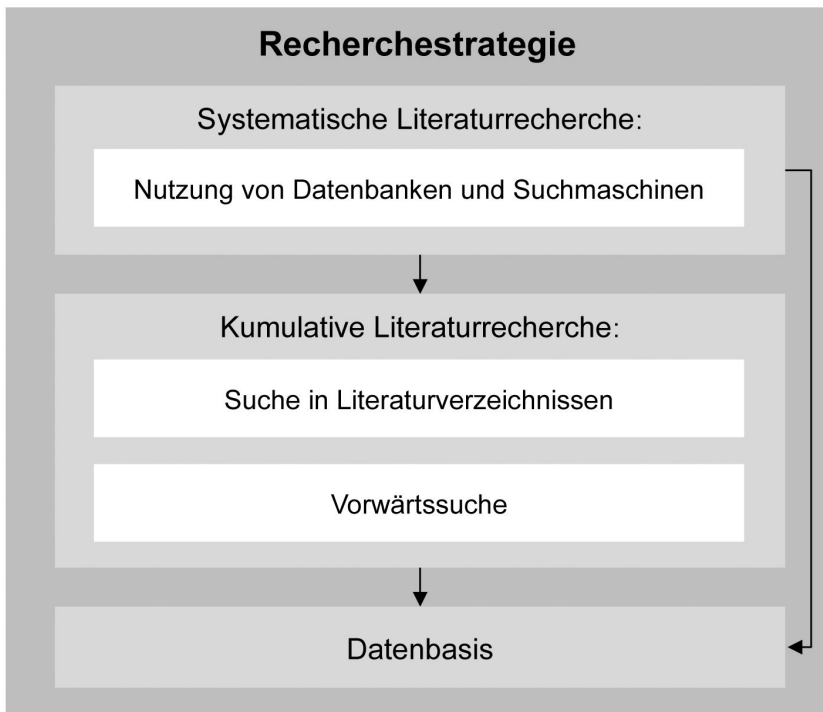 Recherchestrategie
Systematische Literaturrecherche:
Nutzung von Datenbanken und Suchmaschinen
Kumulative Literaturrecherche:
Suche in Literaturverzeichnissen
Vorwärtssuche
Datenbasis